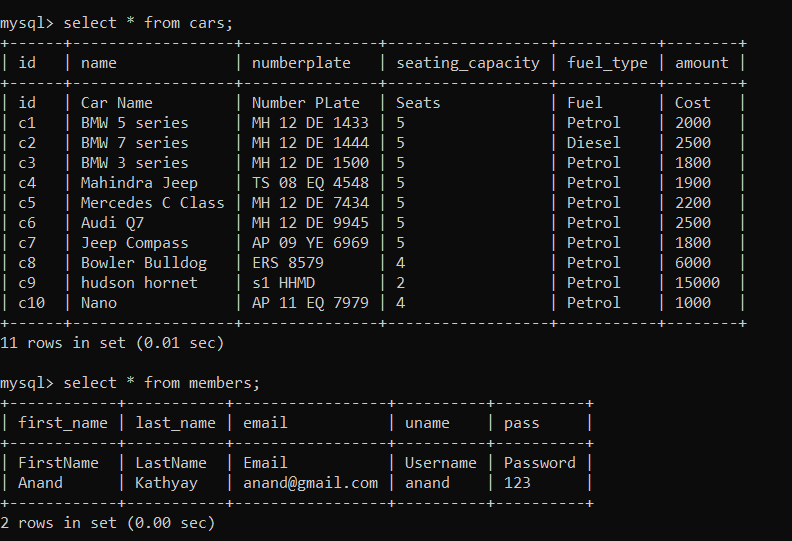 mysql> select * from cars;
+------+-----------------+----------------+------------------+-----------+--------+
| id   | name            | numberplate    | seating_capacity | fuel_type | amount |
+------+-----------------+----------------+------------------+-----------+--------+
| id   | Car Name        | Number PLate   | Seats            | Fuel      | Cost   |
| c1   | BMW 5 series    | MH 12 DE 1433 | 5                | Petrol    | 2000   |
| c2   | BMW 7 series    | MH 12 DE 1444 | 5                | Diesel    | 2500   |
| c3   | BMW 3 series    | MH 12 DE 1500 | 5                | Petrol    | 1800   |
| c4   | Mahindra Jeep   | TS 08 EQ 4548 | 5                | Petrol    | 1900   |
| c5   | Mercedes C Class | MH 12 DE 7434 | 5                | Petrol    | 2200   |
| c6   | Audi Q7         | MH 12 DE 9945 | 5                | Petrol    | 2500   |
| c7   | Jeep Compass    | AP 09 YE 6969 | 5                | Petrol    | 1800   |
| c8   | Bowler Bulldog  | ERS 8579      | 4                | Petrol    | 6000   |
| c9   | hudson hornet   | s1 HHMD       | 2                | Petrol    | 15000  |
| c10  | Nano            | AP 11 EQ 7979 | 4                | Petrol    | 1000   |
+------+-----------------+----------------+------------------+-----------+--------+
11 rows in set (0.01 sec)
mysql> select * from members;
+------------+-----------+-----------------+----------+----------+
| first_name | last_name | email           | uname    | pass     |
+------------+-----------+-----------------+----------+----------+
| FirstName  | LastName  | Email           | Username | Password |
| Anand      | Kathyay   | anand@gmail.com | anand    | 123      |
+------------+-----------+-----------------+----------+----------+
2 rows in set (0.00 sec)